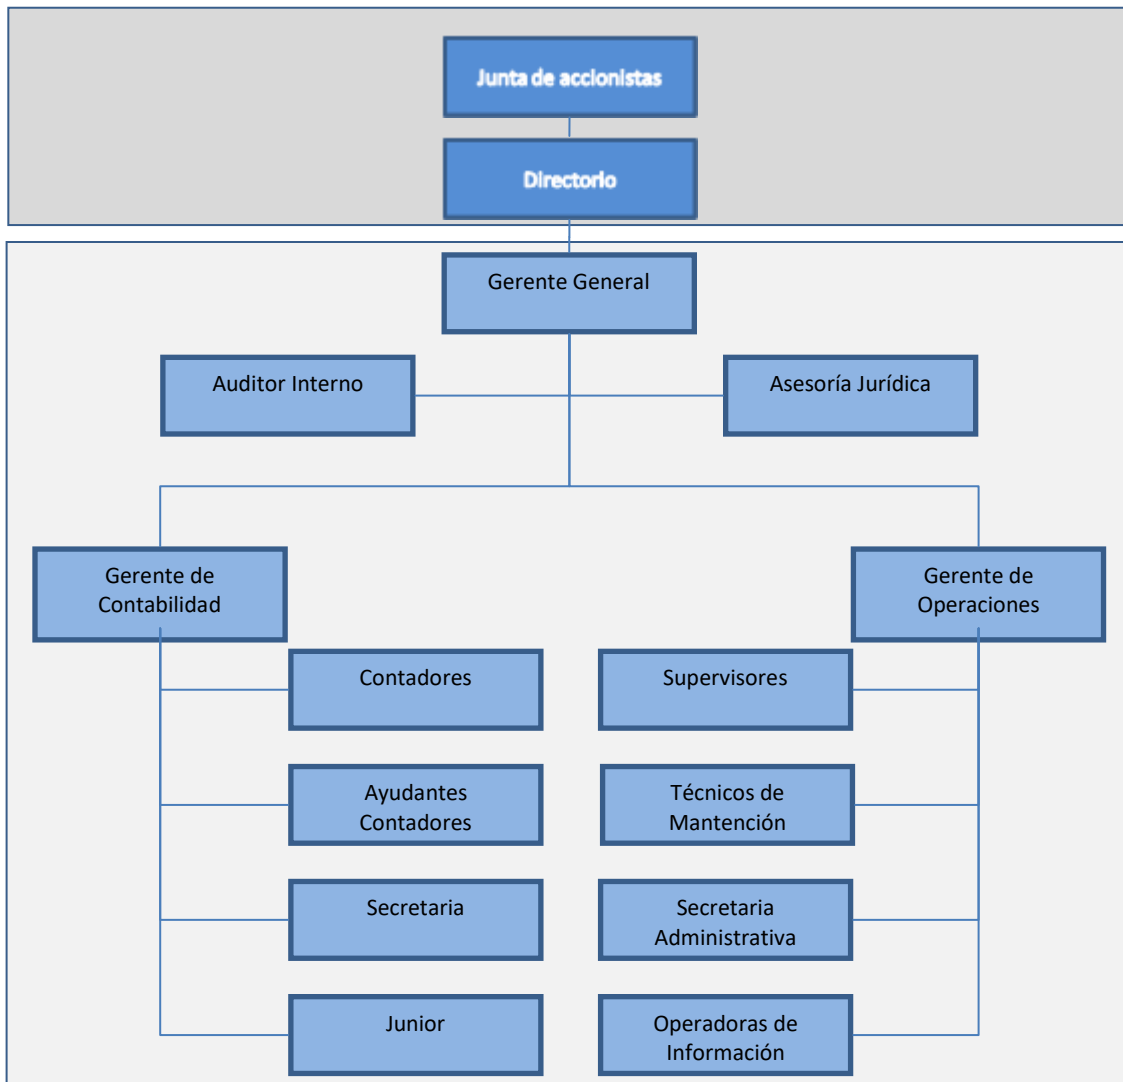 Junta de accionistas
Directorio
Gerente General
Auditor Interno
Asesoría Jurídica
Gerente de
Contabilidad
Gerente de
Operaciones
Contadores
Supervisores
Ayudantes
Contadores
Técnicos de
Mantención
Secretaria
Secretaria
Administrativa
Junior
Operadoras de
Información